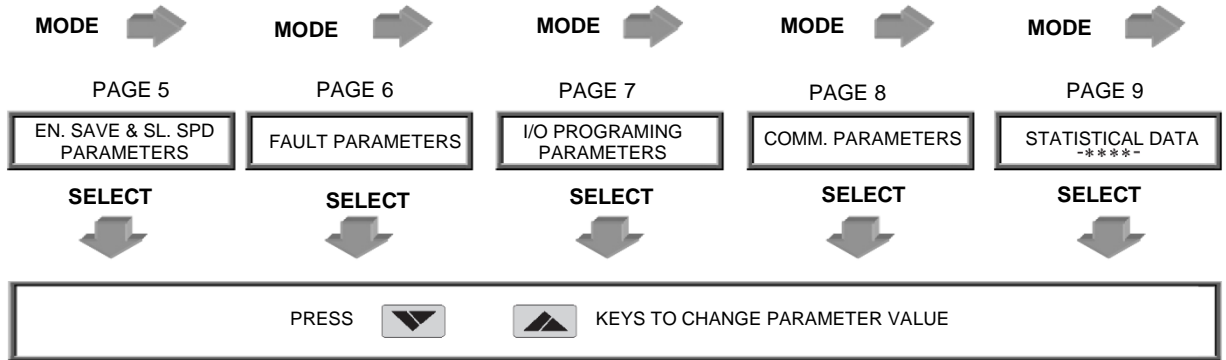 MODE MODE MODE MODE MODE
PAGE 5 PAGE 6 PAGE 7 PAGE 8 PAGE 9
EN. SAVE & SL. SPD
PARAMETERS
FAULT PARAMETERS
I/O PROGRAMING
PARAMETERS
COMM. PARAMETERS
STATISTICAL DATA
-****-
SELECT SELECT SELECT SELECT SELECT
PRESS KEYS TO CHANGE PARAMETER VALUE